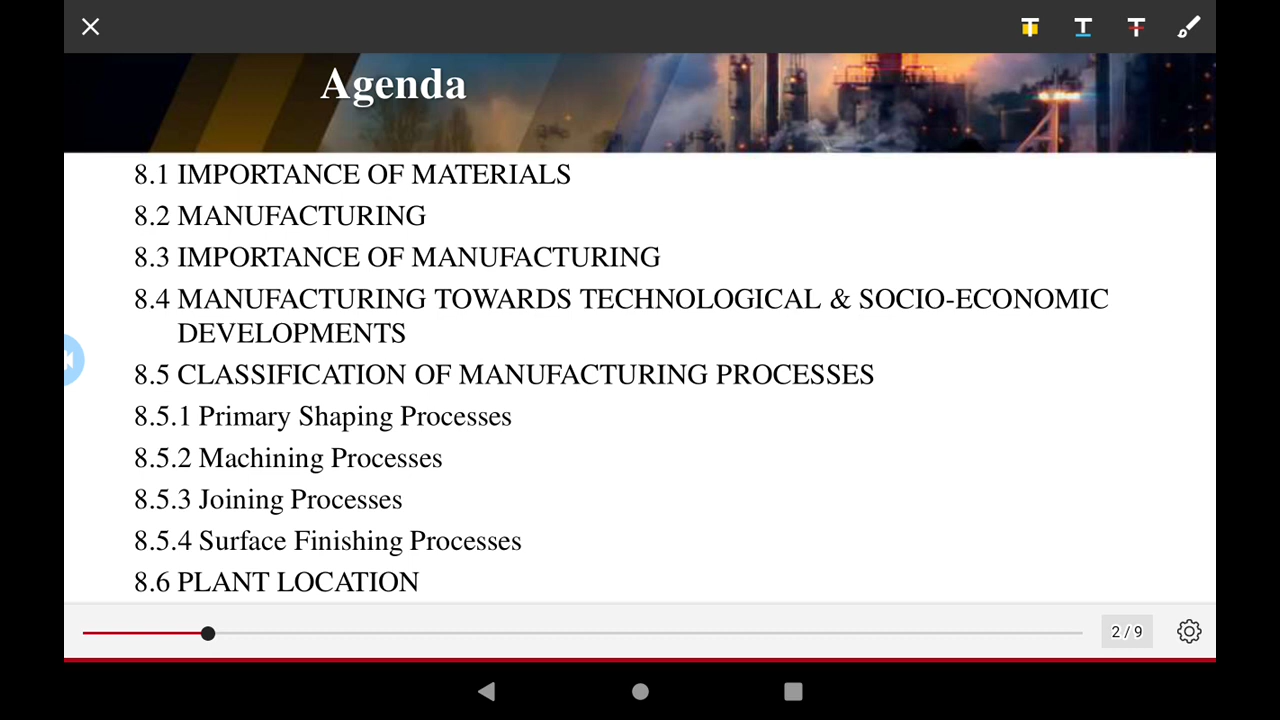 Agenda
8.1 IMPORTANCE OF MATERIALS
8.2 MANUFACTURING
8.3 IMPORTANCE OF MANUFACTURING
8.4 MANUFACTURING TOWARDS TECHNOLOGICAL & SOCIO-ECONOMIC
DEVELOPMENTS
8.5 CLASSIFICATION OF MANUFACTURING PROCESSES
8.5.1 Primary Shaping Processes
8.5.2 Machining Processes
8.5.3 Joining Processes
8.5.4 Surface Finishing Processes
8.6 PLANT LOCATION
2 / 9